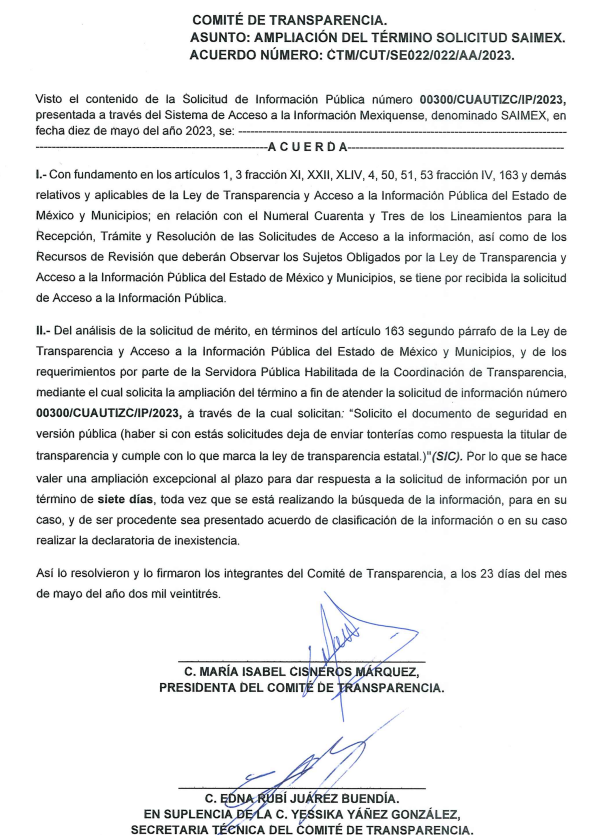 COMITÉ DE TRANSPARENCIA.
ASUNTO: AMPLIACIÓN DEL TÉRMINO SOLICITUD SAIMEX.
ACUERDO NÚMERO: CTM/CUT/SE022/022/AA/2023.
Visto el contenido de la Solicitud de Información Pública número 00300/CUAUTIZC/IP/2023,
presentada a través del Sistema de Acceso a la Información Mexiquense, denominado SAIMEX, en
fecha diez de mayo del año 2023, se: ------------------------------------------------------------
------------------------------------------A C U E R D A------------------------------------------
I.- Con fundamento en los artículos 1, 3 fracción XI, XXII, XLIV, 4, 50, 51, 53 fracción IV, 163 y demás
relativos y aplicables de la Ley de Transparencia y Acceso a la Información Pública del Estado de
México y Municipios; en relación con el Numeral Cuarenta y Tres de los Lineamientos para la
Recepción, Trámite y Resolución de las Solicitudes de Acceso a la información, así como de los
Recursos de Revisión que deberán Observar los Sujetos Obligados por la Ley de Transparencia y
Acceso a la Información Pública del Estado de México y Municipios, se tiene por recibida la solicitud
de Acceso a la Información Pública.
II.- Del análisis de la solicitud de mérito, en términos del artículo 163 segundo párrafo de la Ley de
Transparencia y Acceso a la Información Pública del Estado de México y Municipios, y de los
requerimientos por parte de la Servidora Pública Habilitada de la Coordinación de Transparencia,
mediante el cual solicita la ampliación del término a fin de atender la solicitud de información número
00300/CUAUTIZC/IP/2023, a través de la cual solicitan: "Solicito el documento de seguridad en
versión pública (haber si con estás solicitudes deja de enviar tonterías como respuesta la titular de
transparencia y cumple con lo que marca la ley de transparencia estatal.)"(SIC). Por lo que se hace
valer una ampliación excepcional al plazo para dar respuesta a la solicitud de información por un
término de siete días, toda vez que se está realizando la búsqueda de la información, para en su
caso, y de ser procedente sea presentado acuerdo de clasificación de la información o en su caso
realizar la declaratoria de inexistencia.
Así lo resolvieron y lo firmaron los integrantes del Comité de Transparencia, a los 23 días del mes
de mayo del año dos mil veintitrés.
C. MARÍA ISABEL CISNEROS MÁRQUEZ,
PRESIDENTA DEL COMITÉ DE TRANSPARENCIA.
C. EDNA RUBÍ JUÁREZ BUENDÍA.
EN SUPLENCIA DE LA C. YESSIKA YÁÑEZ GONZÁLEZ,
SECRETARIA TÉCNICA DEL COMITÉ DE TRANSPARENCIA.